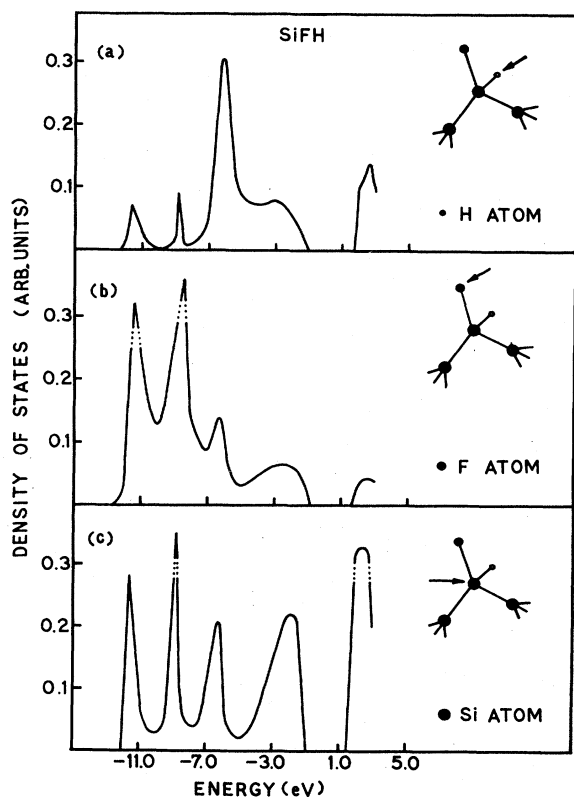 SiFH
(a)
0.3
0.2
0.1
H ATOM
(b)
0.3
0.2
0.1
F ATOM
(c)
0.3
0.2
0.1
Si ATOM
-11.0 -7.0 -3.0 1.0 5.0
ENERGY (eV)
DENSITY OF STATES (ARB.UNITS)